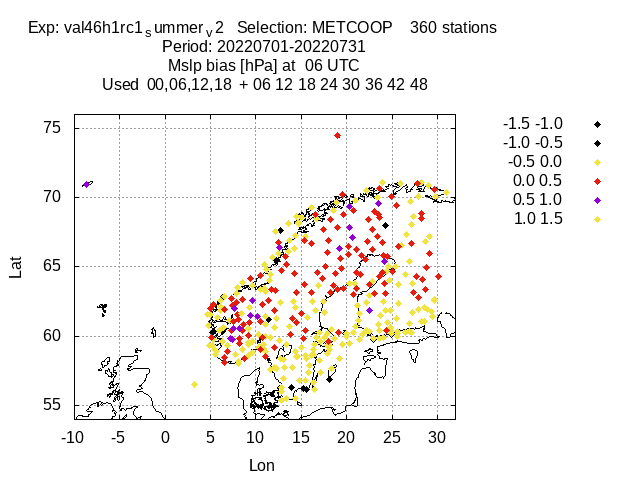 Exp: val46h1rc1ₛummerᵥ2 Selection: METCOOP 360 stations
Period: 20220701-20220731
Mslp bias [hPa] at 06 UTC
Used 00,06,12,18 + 06 12 18 24 30 36 42 48
75
70
65
60
55
Lat
-10 -5 0 5 10 15 20 25 30
Lon
-1.5 -1.0
-1.0 -0.5
-0.5 0.0
0.0 0.5
0.5 1.0
1.0 1.5